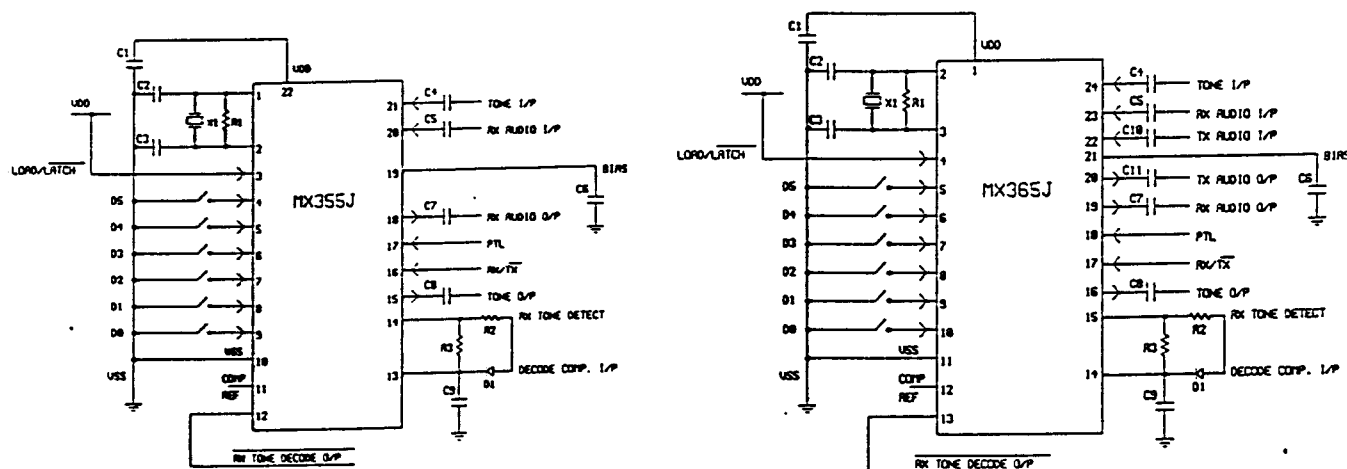 C1
VDD
22
C2
X1
R1
1
C3
2
VDD
LOAD/LATCH
3
D5
4
D4
5
D3
6
D2
7
D1
8
D0
9
VSS
10
VSS
COMP
11
REF
12
RX TONE DECODE O/P
MX355J
21
C4
TONE I/P
20
C5
RX AUDIO I/P
19
BIAS
C6
18
C7
RX AUDIO O/P
17
PTL
16
RX/TX
15
C8
TONE O/P
14
R2
RX TONE DETECT
R3
13
D1
DECODE COMP. I/P
C9
C1
VDD
1
C2
X1
R1
2
C3
3
VDD
LOAD/LATCH
4
D5
5
D4
6
D3
7
D2
8
D1
9
D0
10
VSS
11
VSS
COMP
12
REF
13
RX TONE DECODE O/P
MX365J
24
C4
TONE I/P
23
C5
RX AUDIO I/P
22
C10
TX AUDIO I/P
21
BIAS
C6
20
C11
TX AUDIO O/P
19
C7
RX AUDIO O/P
18
PTL
17
RX/TX
16
C8
TONE O/P
15
R2
RX TONE DETECT
R3
14
D1
DECODE COMP. I/P
C9